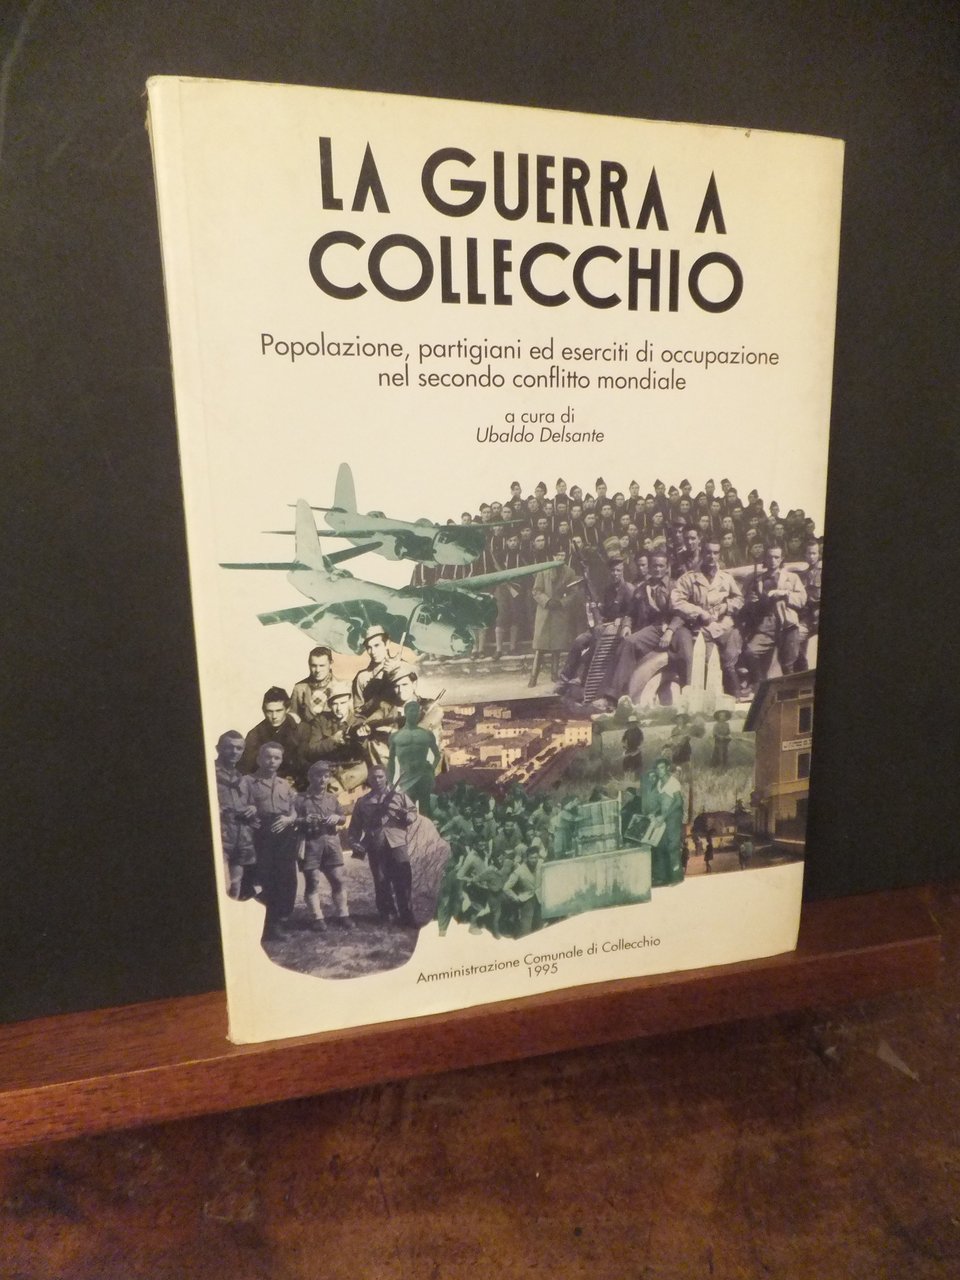 LA GUERRA A
COLLECCHIO
Popolazione, partigiani ed eserciti di occupazione
nel secondo conflitto mondiale
a cura di
Ubaldo Delsante
Amministrazione Comunale di Collecchio
1995